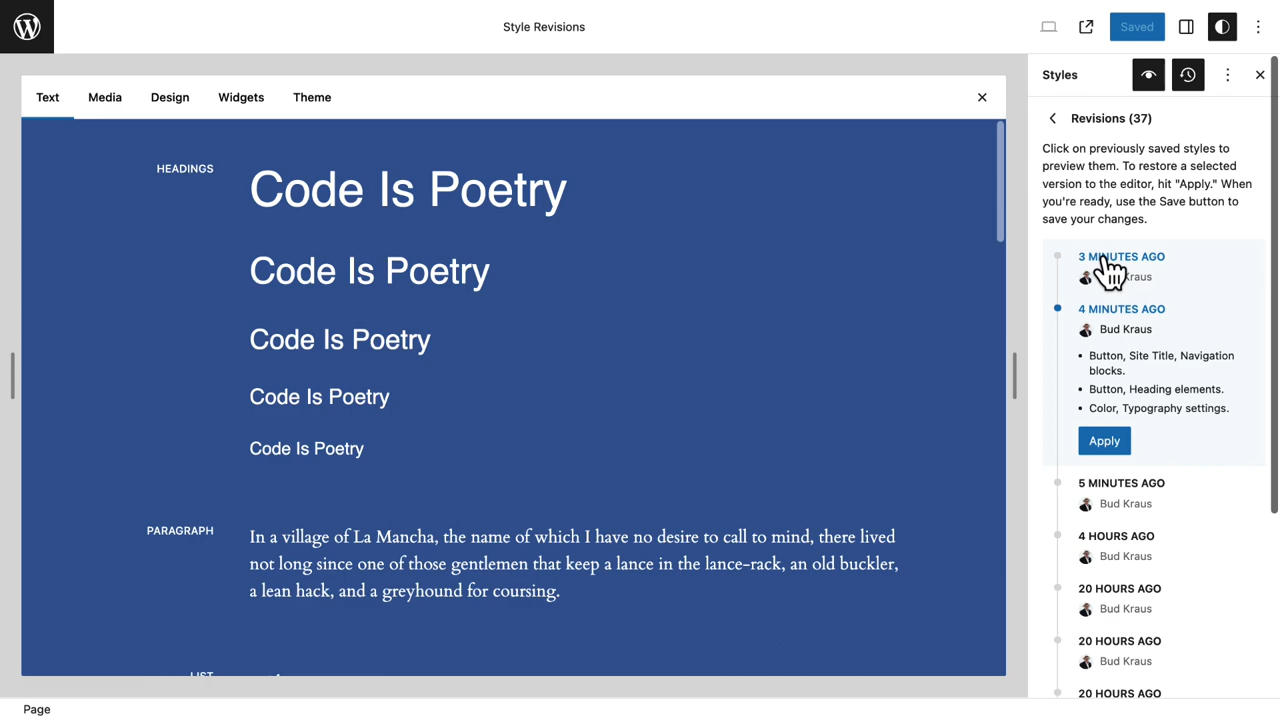 Style Revisions
Saved
Styles
Text Media Design Widgets Theme
HEADINGS
Code Is Poetry
Code Is Poetry
Code Is Poetry
Code Is Poetry
Code Is Poetry
PARAGRAPH
In a village of La Mancha, the name of which I have no desire to call to mind, there lived
not long since one of those gentlemen that keep a lance in the lance-rack, an old buckler,
a lean hack, and a greyhound for coursing.
LIST
Revisions (37)
Click on previously saved styles to
preview them. To restore a selected
version to the editor, hit "Apply." When
you're ready, use the Save button to
save your changes.
3 MINUTES AGO
Kraus
4 MINUTES AGO
Bud Kraus
• Button, Site Title, Navigation
blocks.
• Button, Heading elements.
• Color, Typography settings.
Apply
5 MINUTES AGO
Bud Kraus
4 HOURS AGO
Bud Kraus
20 HOURS AGO
Bud Kraus
20 HOURS AGO
Bud Kraus
20 HOURS AGO
Page